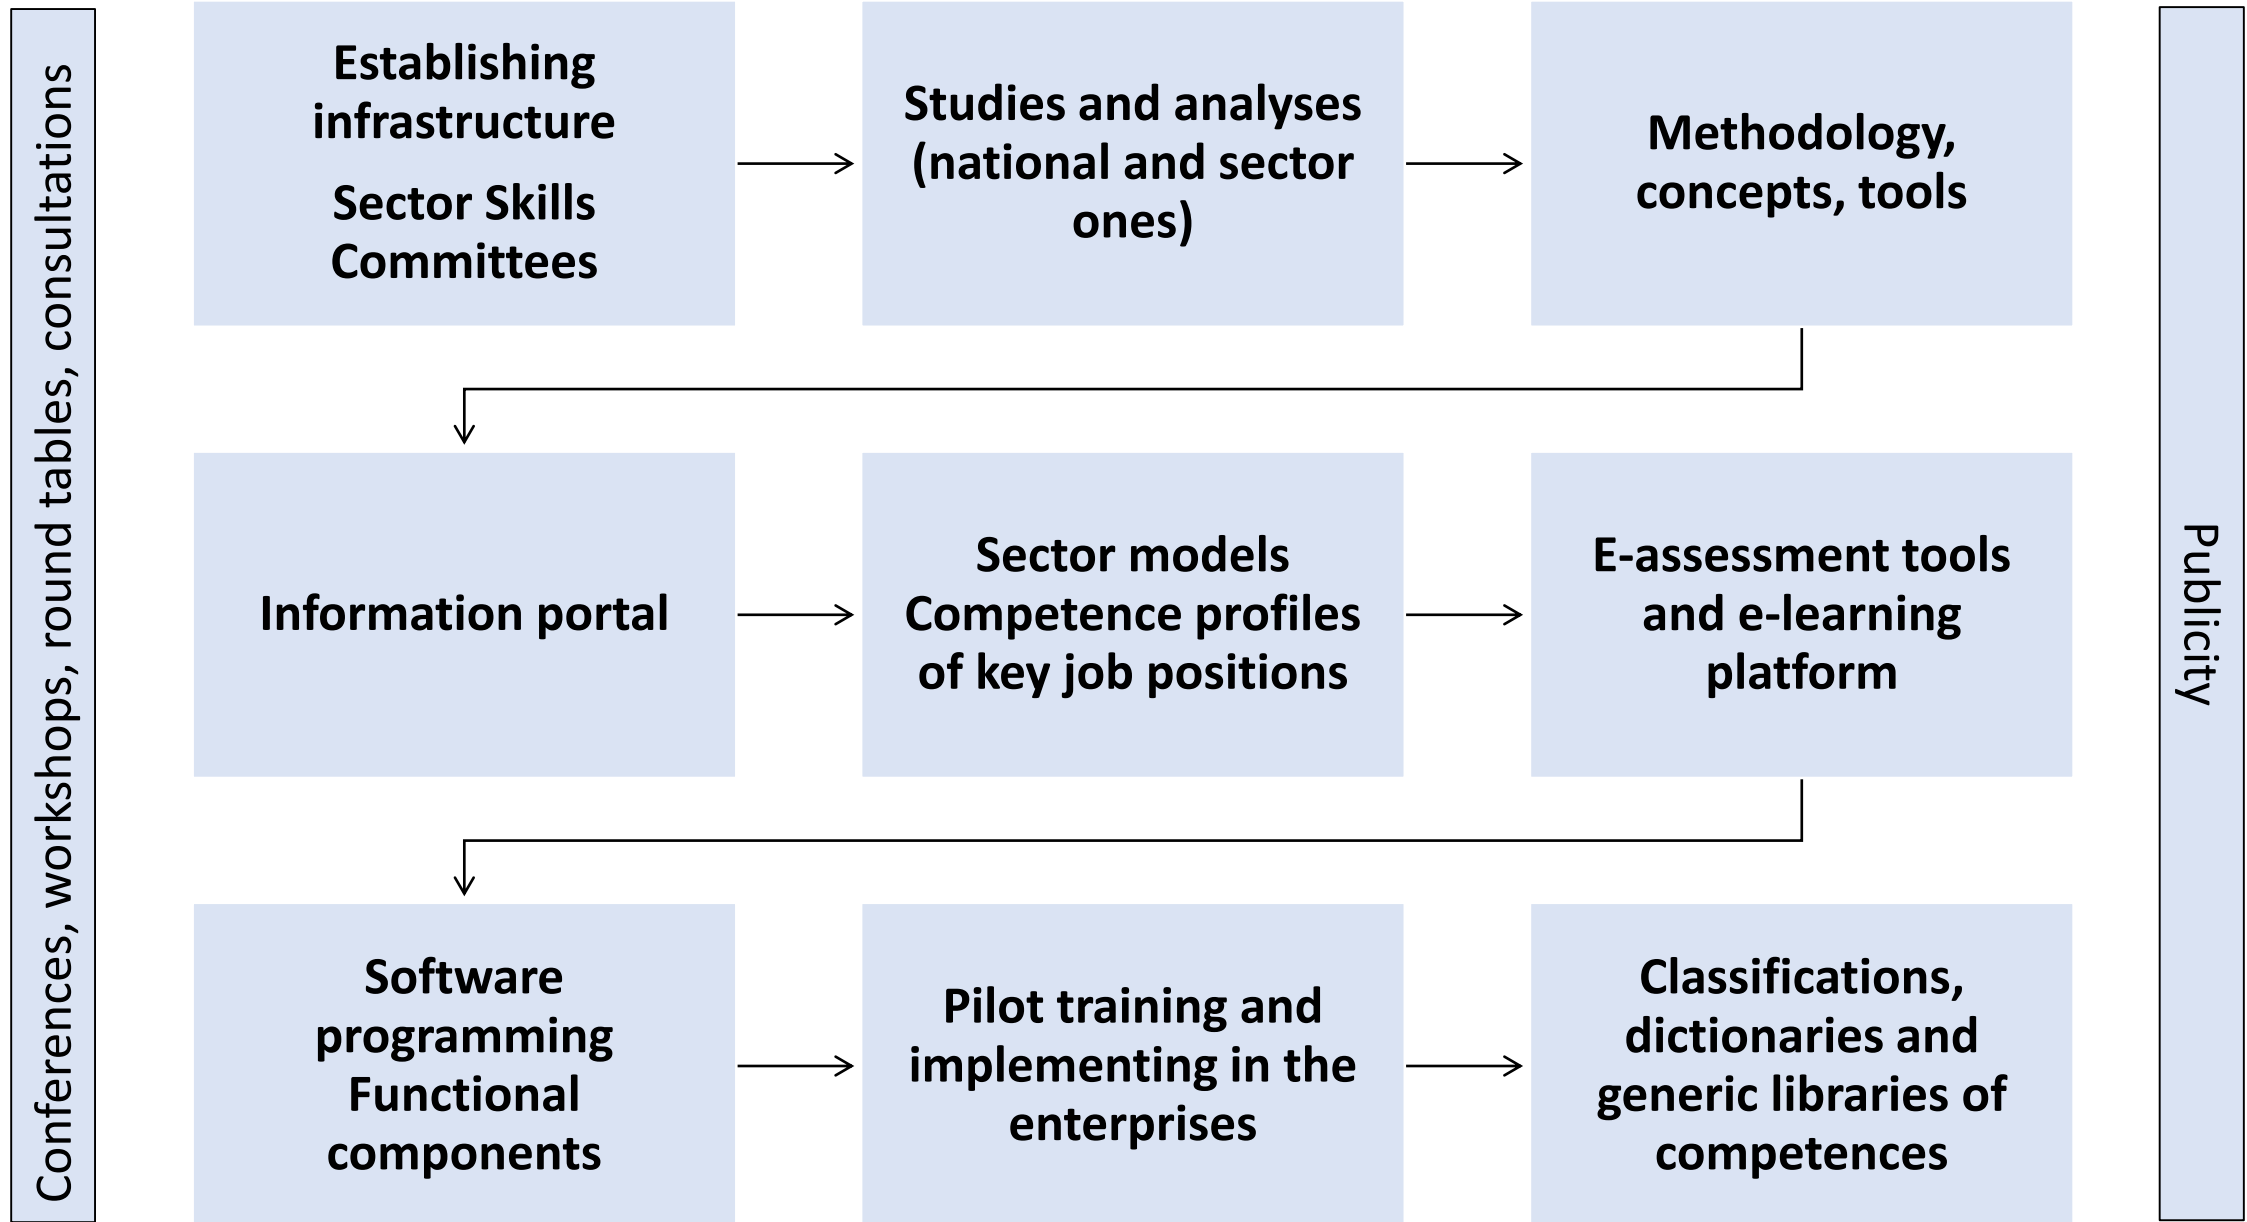 Conferences, workshops, round tables, consultations
Establishing
infrastructure
Sector Skills
Committees
Studies and analyses
(national and sector
ones)
Methodology,
concepts, tools
Information portal
Sector models
Competence profiles
of key job positions
E-assessment tools
and e-learning
platform
Software
programming
Functional
components
Pilot training and
implementing in the
enterprises
Classifications,
dictionaries and
generic libraries of
competences
Publicity